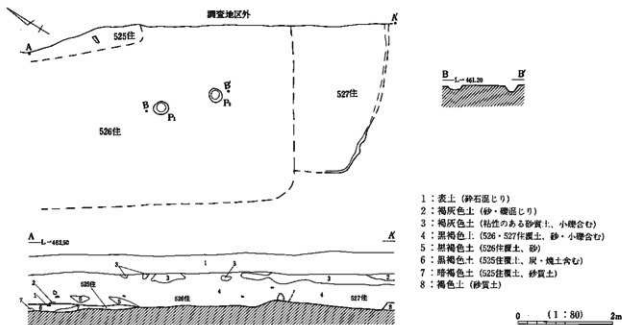 調査地区外
A
A'
525住
B
B'
P₁
P₁
526住
527住
B L=461.20 B'
1：表土（砕石混じり）
2：褐灰色土（砂・礫混じり）
3：褐灰色土（粘性のある砂質土、小礫含む）
4：黒褐色土（526・527住覆土、砂・小礫含む）
5：黒褐色土（526住覆土、砂）
6：黒褐色土（525住覆土、炭・焼土含む）
7：暗褐色土（525住覆土、砂質土）
8：褐色土（砂質土）
A L=462.50 A'
1
3
3
3
3
2
525住
4
4
526住
527住
7
8
0 (1：80) 2m